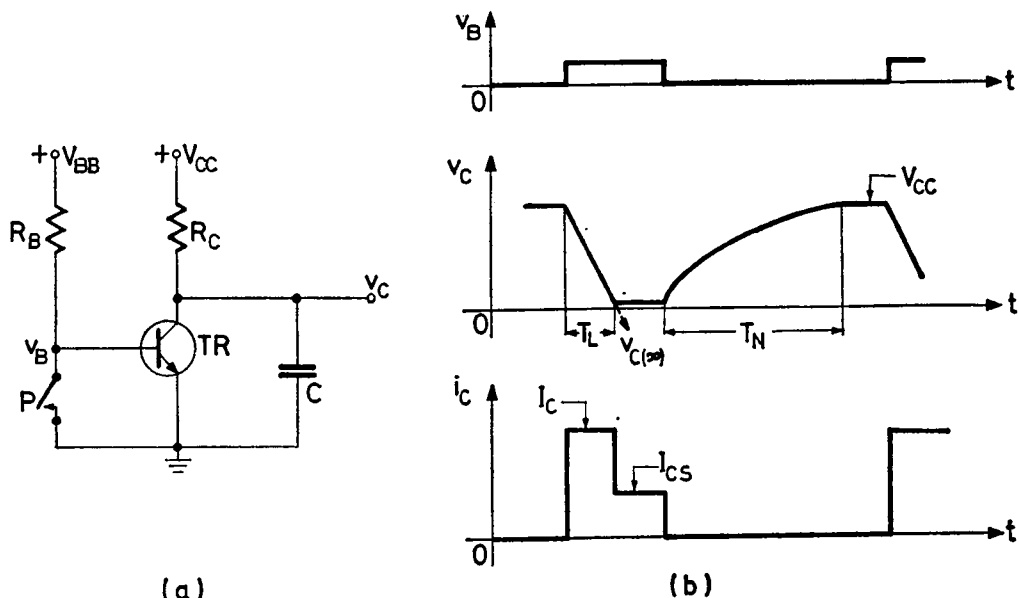 + V_BB
+ V_CC
R_B
R_C
v_C
v_B
TR
P
C
(a)
v_B
0
t
v_C
V_CC
0
T_L
v_C(∞)
T_N
t
i_C
I_C
I_CS
0
t
(b)